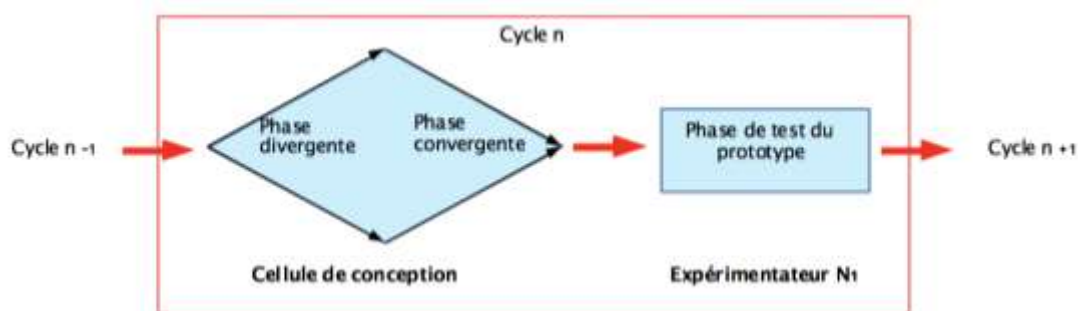 Cycle n
Cycle n -1
Phase
divergente
Phase
convergente
Phase de test du
prototype
Cycle n +1
Cellule de conception
Expérimentateur N1